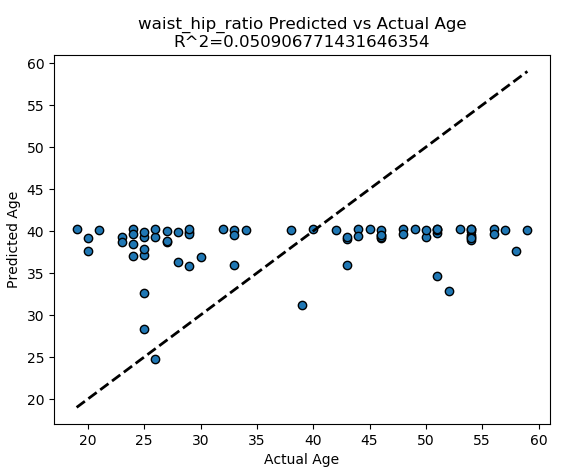 waist_hip_ratio Predicted vs Actual Age
R^2=0.050906771431646354
60
55
50
45
40
35
30
25
20
Predicted Age
20 25 30 35 40 45 50 55 60
Actual Age